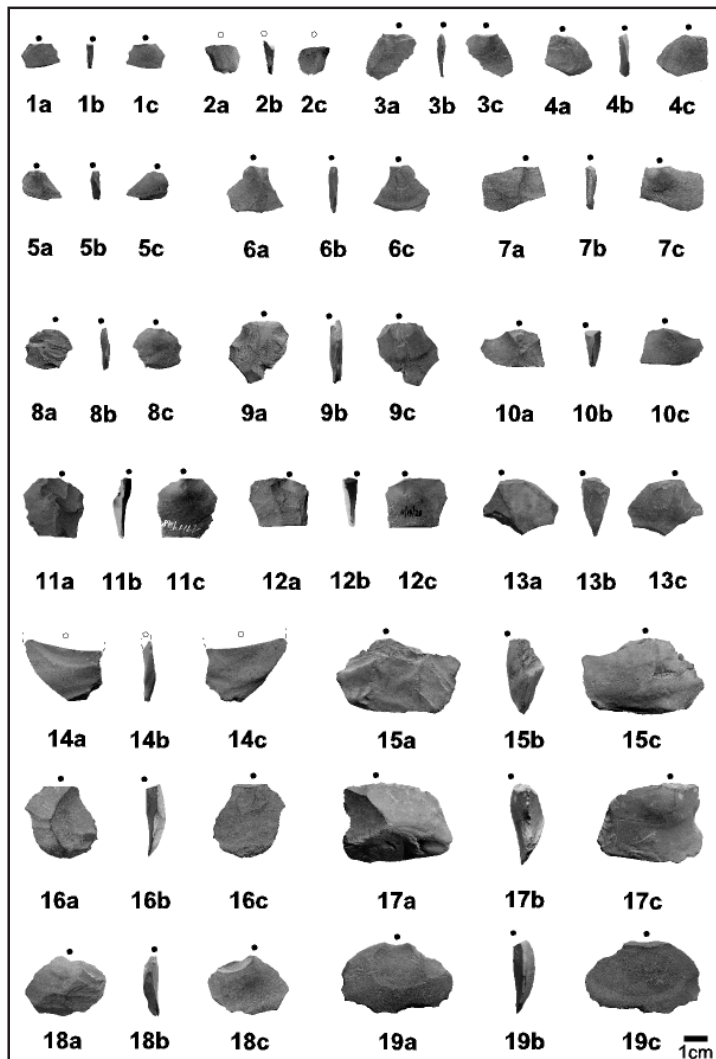 1a 1b 1c 2a 2b 2c 3a 3b 3c 4a 4b 4c
5a 5b 5c 6a 6b 6c 7a 7b 7c
8a 8b 8c 9a 9b 9c 10a 10b 10c
11a 11b 11c 12a 12b 12c 13a 13b 13c
14a 14b 14c 15a 15b 15c
16a 16b 16c 17a 17b 17c
18a 18b 18c 19a 19b 19c 1cm